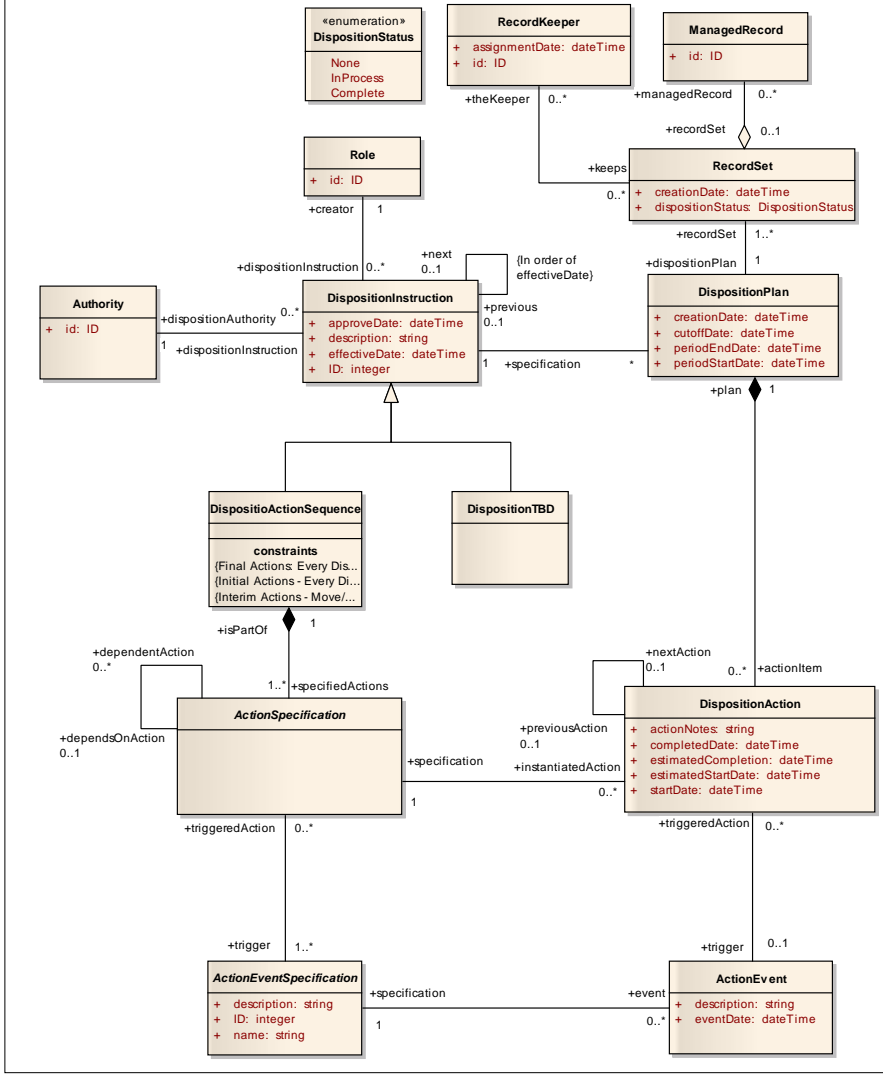 «enumeration»
DispositionStatus
None
InProcess
Complete
RecordKeeper
+ assignmentDate: dateTime
+ id: ID
ManagedRecord
+ id: ID
+theKeeper 0..*
+managedRecord 0..*
+recordSet 0..1
Role
+ id: ID
+keeps
0..*
RecordSet
+ creationDate: dateTime
+ dispositionStatus: DispositionStatus
+creator 1
+recordSet 1..*
+next
0..1
{In order of
effectiveDate}
+dispositionInstruction 0..*
+dispositionPlan 1
Authority
+ id: ID
+dispositionAuthority
1
0..*
+dispositionInstruction
DispositionInstruction
+ approveDate: dateTime
+ description: string
+ effectiveDate: dateTime
+ ID: integer
+previous
0..1
1 +specification *
DispositionPlan
+ creationDate: dateTime
+ cutoffDate: dateTime
+ periodEndDate: dateTime
+ periodStartDate: dateTime
+plan 1
DispositioActionSequence
constraints
{Final Actions: Every Dis...
{Initial Actions - Every Di...
{Interim Actions - Move/...
DispositionTBD
+isPartOf 1
+dependentAction
0..*
1..* +specifiedActions
+nextAction
0..1
0..* +actionItem
ActionSpecification
+dependsOnAction
0..1
DispositionAction
+ actionNotes: string
+ completedDate: dateTime
+ estimatedCompletion: dateTime
+ estimatedStartDate: dateTime
+ startDate: dateTime
+previousAction
0..1
+specification
1
+instantiatedAction
0..*
+triggeredAction 0..*
+triggeredAction 0..*
+trigger 1..*
+trigger 0..1
ActionEventSpecification
+ description: string
+ ID: integer
+ name: string
+specification
1
+event
0..*
ActionEvent
+ description: string
+ eventDate: dateTime